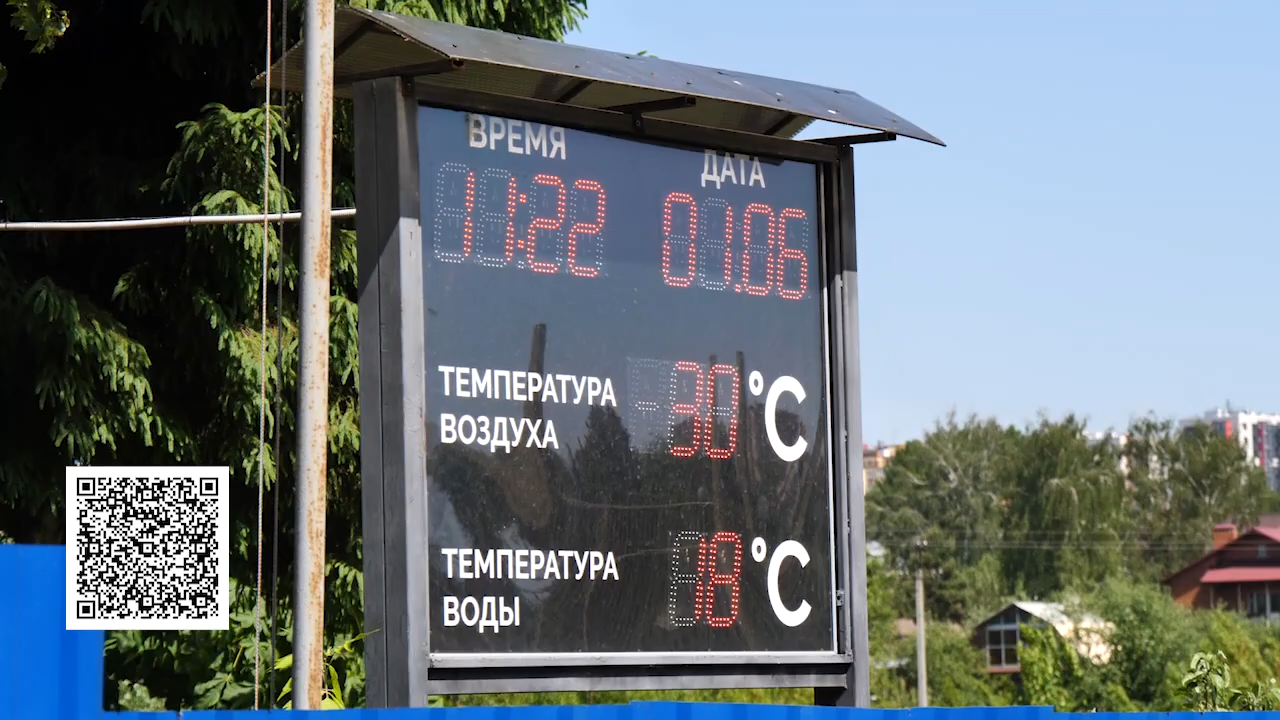 ВРЕМЯ
ДАТА
11:22
01.06
ТЕМПЕРАТУРА
ВОЗДУХА
30 °C
ТЕМПЕРАТУРА
ВОДЫ
18 °C